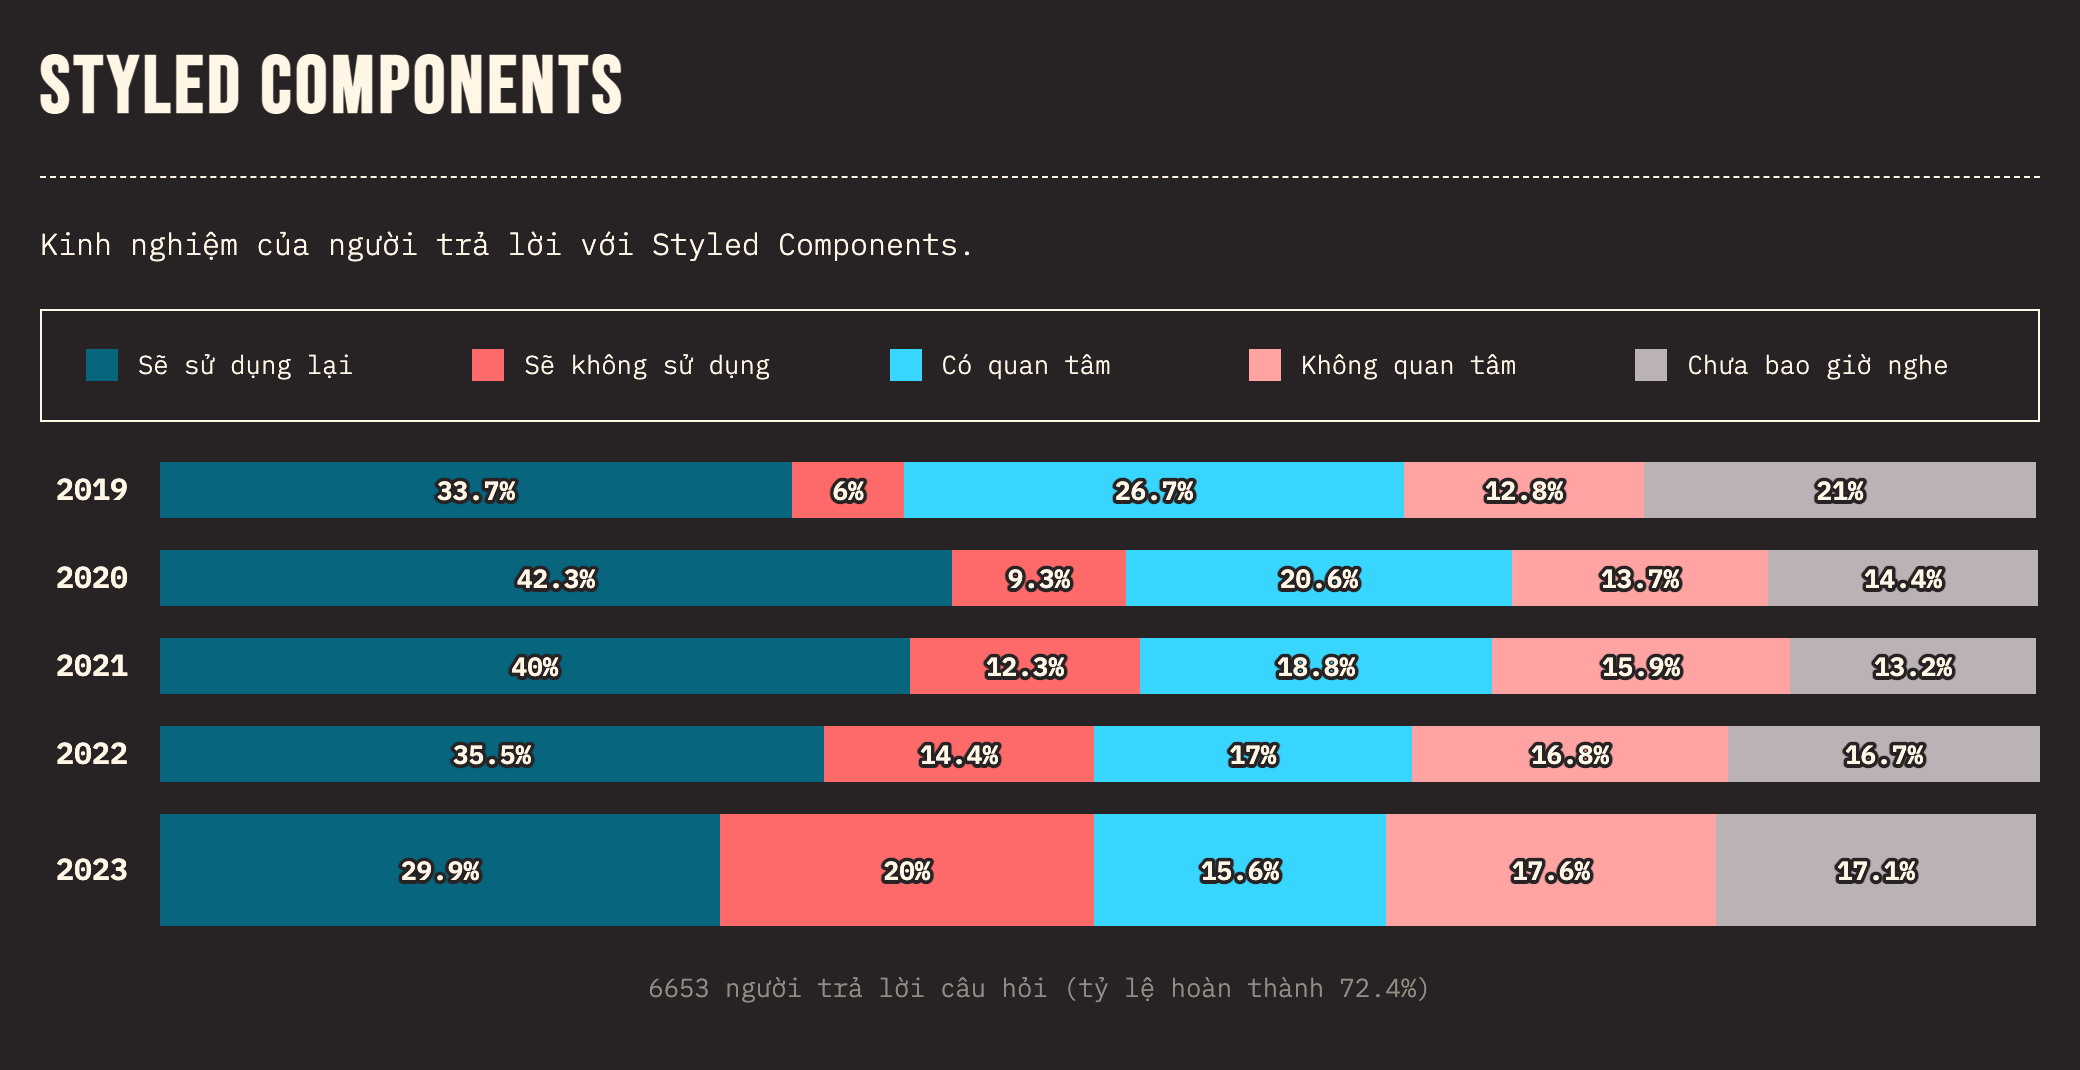 STYLED COMPONENTS
Kinh nghiệm của người trả lời với Styled Components.
Sẽ sử dụng lại Sẽ không sử dụng Có quan tâm Không quan tâm Chưa bao giờ nghe
2019 33.7% 6% 26.7% 12.8% 21%
2020 42.3% 9.3% 20.6% 13.7% 14.4%
2021 40% 12.3% 18.8% 15.9% 13.2%
2022 35.5% 14.4% 17% 16.8% 16.7%
2023 29.9% 20% 15.6% 17.6% 17.1%
6653 người trả lời câu hỏi (tỷ lệ hoàn thành 72.4%)